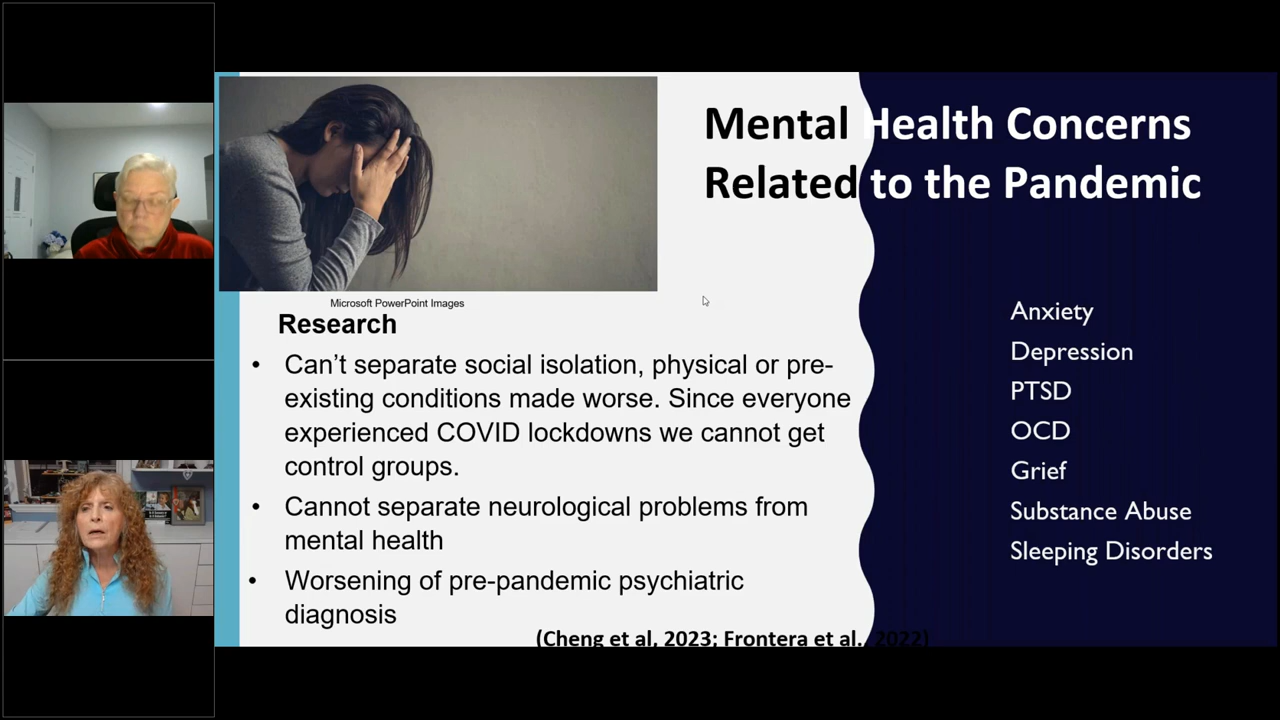 Mental Health Concerns
Related to the Pandemic
Microsoft PowerPoint Images
Research
• Can’t separate social isolation, physical or pre-
existing conditions made worse. Since everyone
experienced COVID lockdowns we cannot get
control groups.
• Cannot separate neurological problems from
mental health
• Worsening of pre-pandemic psychiatric
diagnosis
(Cheng et al, 2023; Frontera et al., 2022)
Anxiety
Depression
PTSD
OCD
Grief
Substance Abuse
Sleeping Disorders